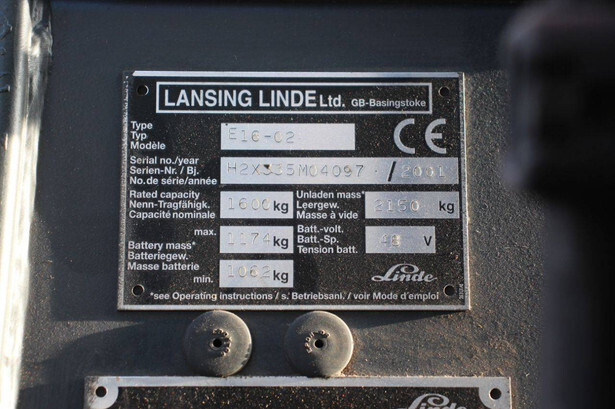 LANSING LINDE Ltd. GB-Basingstoke
Type
Typ
Modèle
E16-02
CE
Serial no./year
Serien-Nr. / Bj.
No. de série/année
H2X335M04097 / 2001
Rated capacity
Nenn-Tragfähigk.
Capacité nominale
1600 kg
Unladen mass*
Leergew.
Masse à vide
kg
Battery mass*
Batteriegew.
Masse batterie
max.
1174 kg
min.
1062 kg
Batt.-volt.
Batt.-Sp.
Tension batt.
48 V
Linde
*see Operating instructions / s. Betriebsanl. / voir Mode d'emploi
Linde